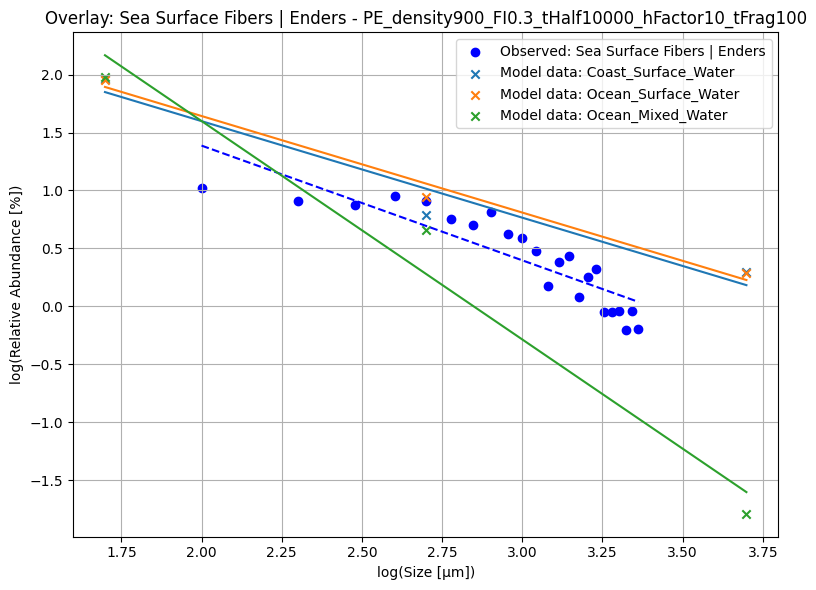 Overlay: Sea Surface Fibers | Enders - PE_density900_FI0.3_tHalf10000_hFactor10_tFrag100
Observed: Sea Surface Fibers | Enders
Model data: Coast_Surface_Water
Model data: Ocean_Surface_Water
Model data: Ocean_Mixed_Water
log(Relative Abundance [%])
2.0
1.5
1.0
0.5
0.0
−0.5
−1.0
−1.5
1.75
2.00
2.25
2.50
2.75
3.00
3.25
3.50
3.75
log(Size [µm])